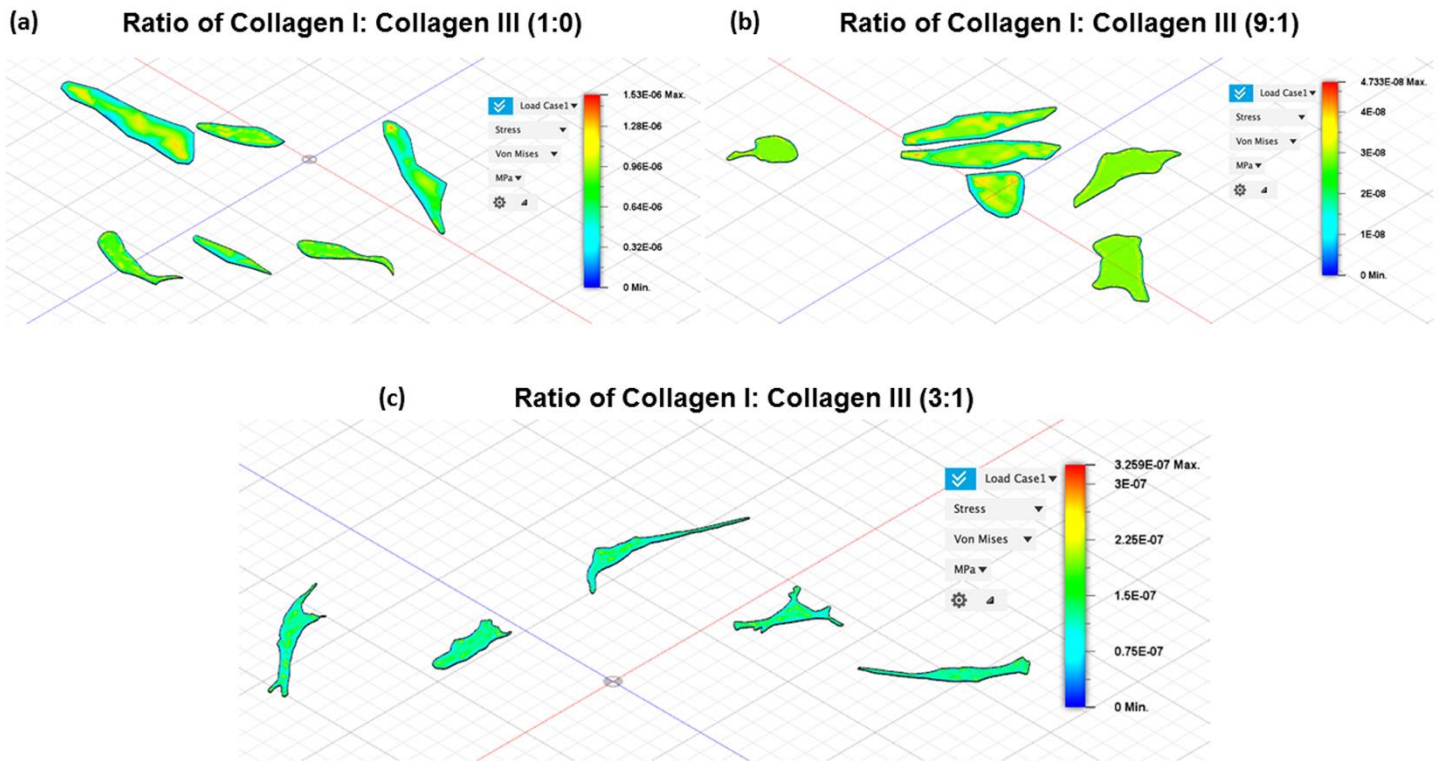 (a)
Ratio of Collagen I: Collagen III (1:0)
Load Case1
Stress
Von Mises
MPa
1.53E-06 Max.
1.28E-06
0.96E-06
0.64E-06
0.32E-06
0 Min.
(b)
Ratio of Collagen I: Collagen III (9:1)
Load Case1
Stress
Von Mises
MPa
4.733E-08 Max.
4E-08
3E-08
2E-08
1E-08
0 Min.
(c)
Ratio of Collagen I: Collagen III (3:1)
Load Case1
Stress
Von Mises
MPa
3.259E-07 Max.
3E-07
2.25E-07
1.5E-07
0.75E-07
0 Min.